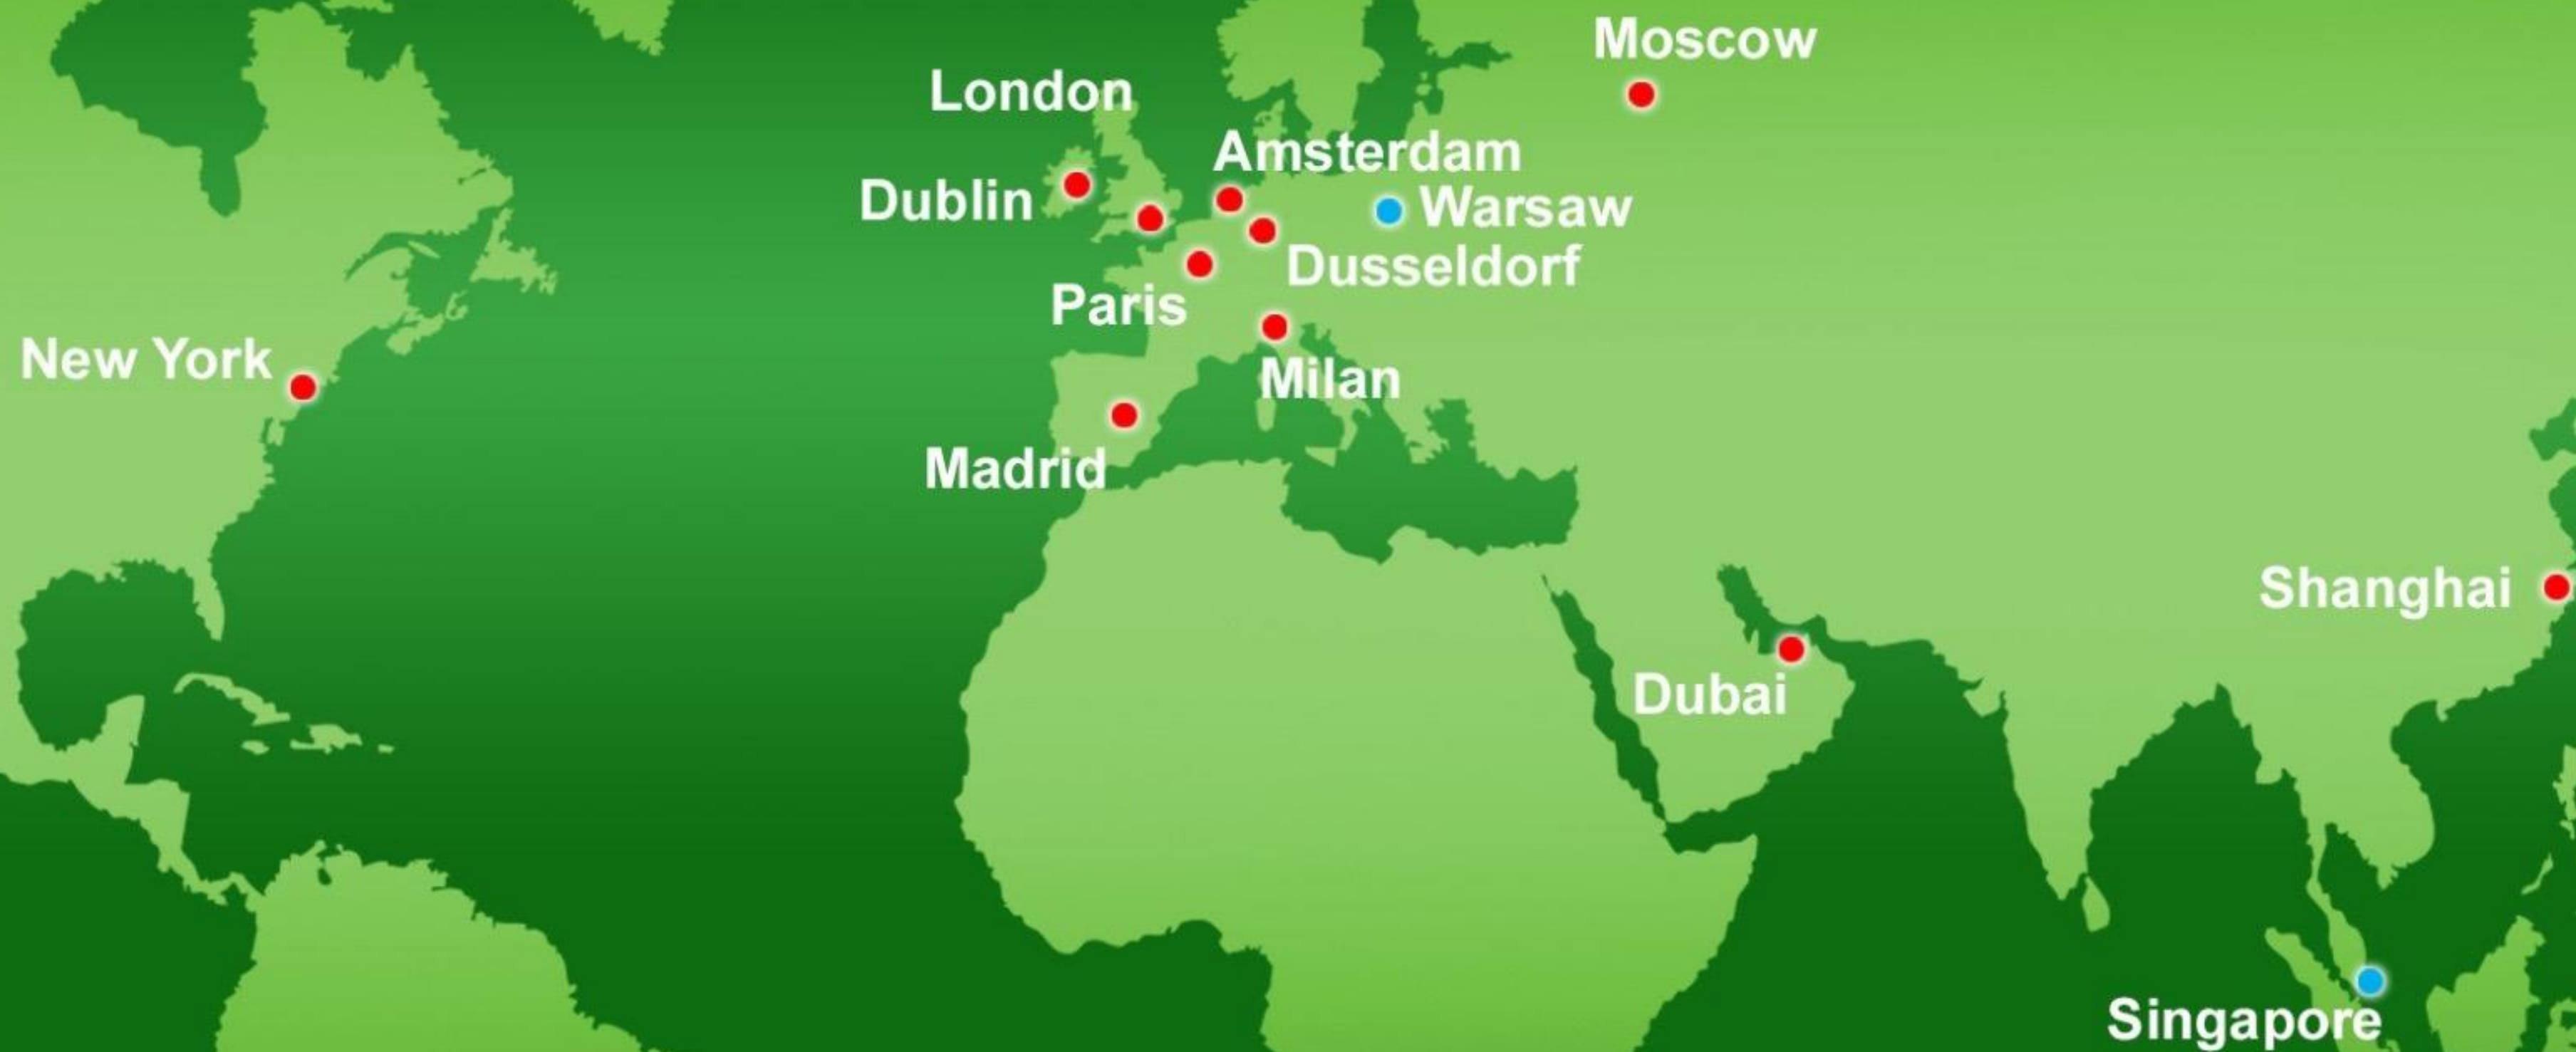 Moscow
London
Amsterdam
Dublin
Warsaw
Dusseldorf
Paris
New York
Milan
Madrid
Shanghai
Dubai
Singapore